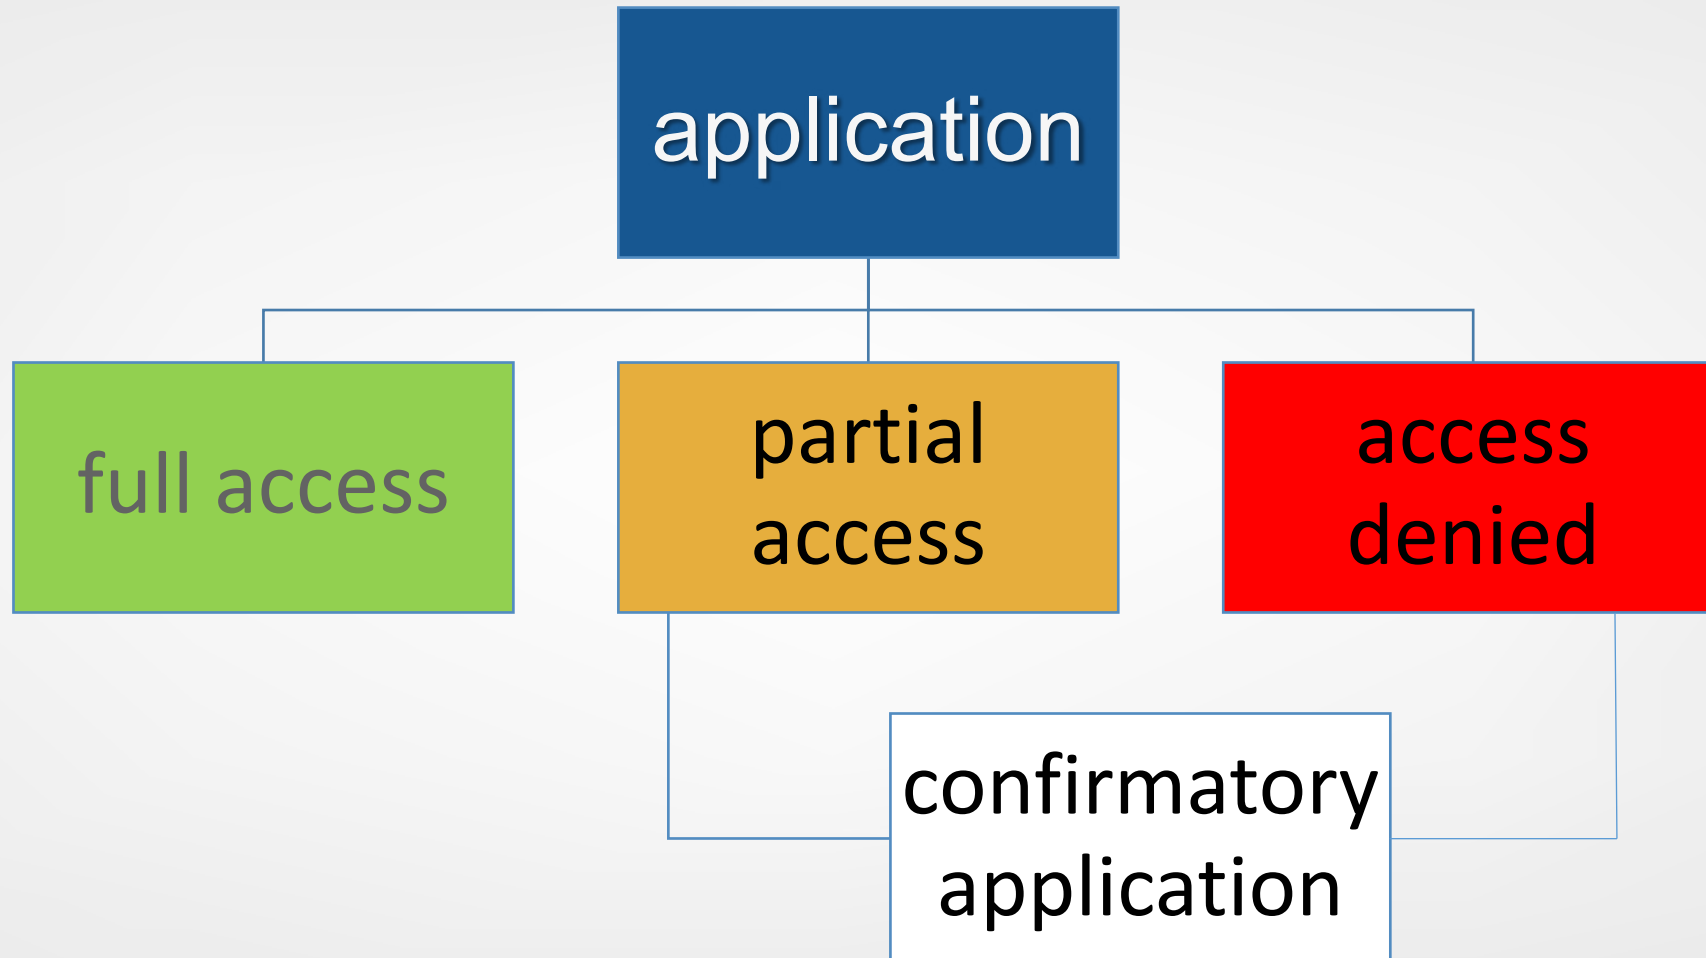 application
full access
partial
access
access
denied
confirmatory
application